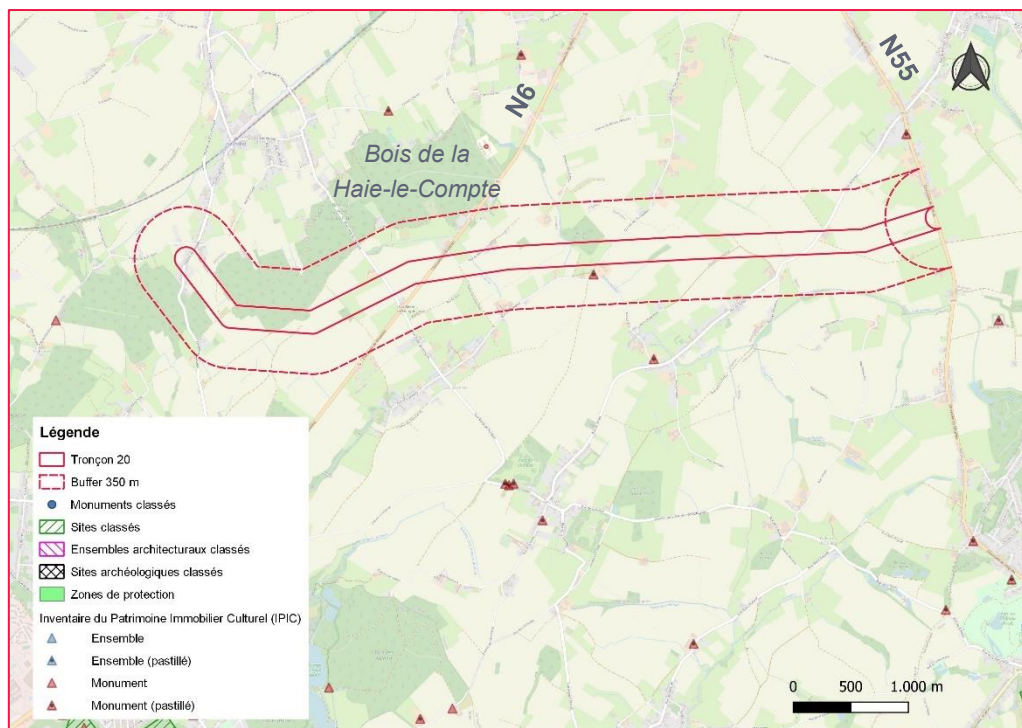 N6
N55
Bois de la
Haie-le-Compte
Légende
Tronçon 20
Buffer 350 m
Monuments classés
Sites classés
Ensembles architecturaux classés
Sites archéologiques classés
Zones de protection
Inventaire du Patrimoine Immobilier Culturel (IPIC)
Ensemble
Ensemble (pastillé)
Monument
Monument (pastillé)
0 500 1.000 m